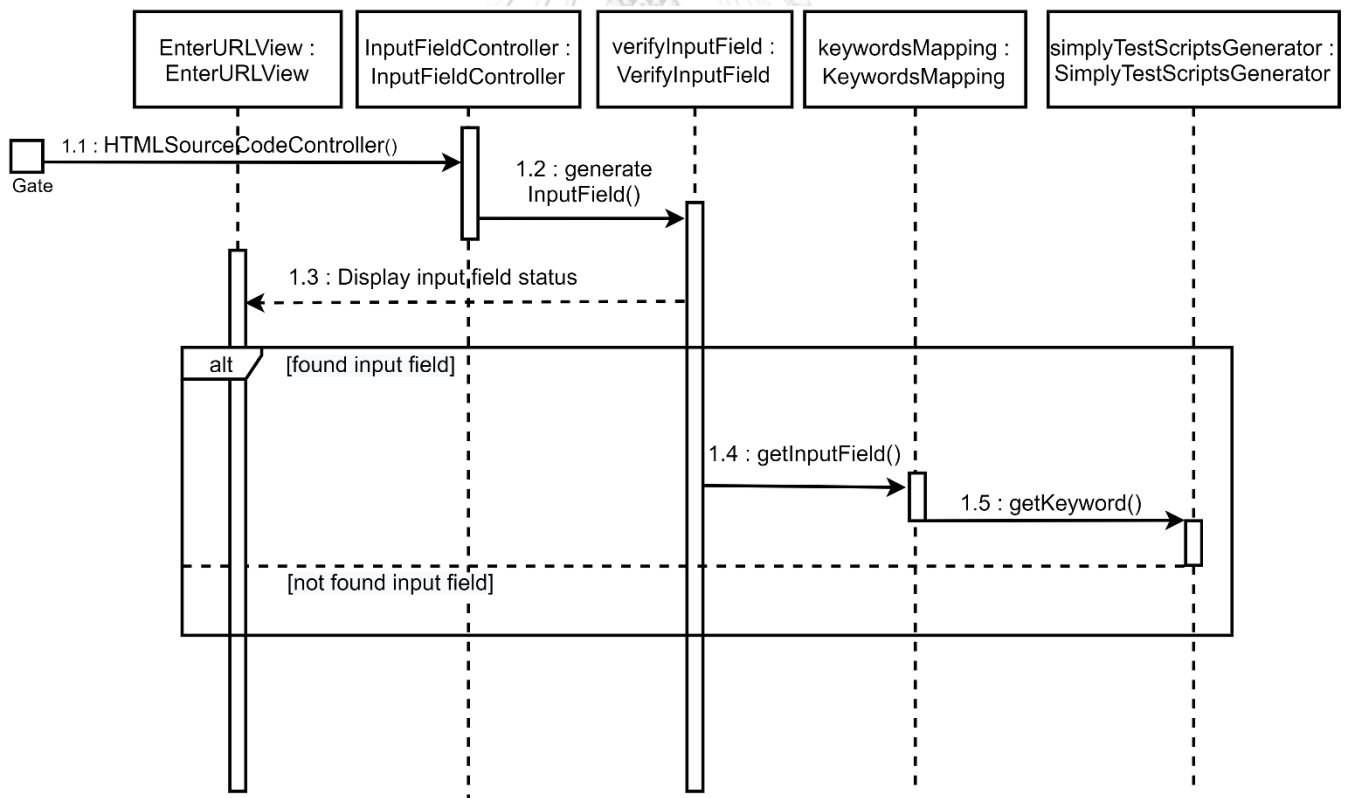 EnterURLView :
EnterURLView
InputFieldController :
InputFieldController
verifyInputField :
VerifyInputField
keywordsMapping :
KeywordsMapping
simplyTestScriptsGenerator :
SimplyTestScriptsGenerator
1.1 : HTMLSourceCodeController()
Gate
1.2 : generate
InputField()
1.3 : Display input field status
alt
[found input field]
1.4 : getInputField()
1.5 : getKeyword()
[not found input field]